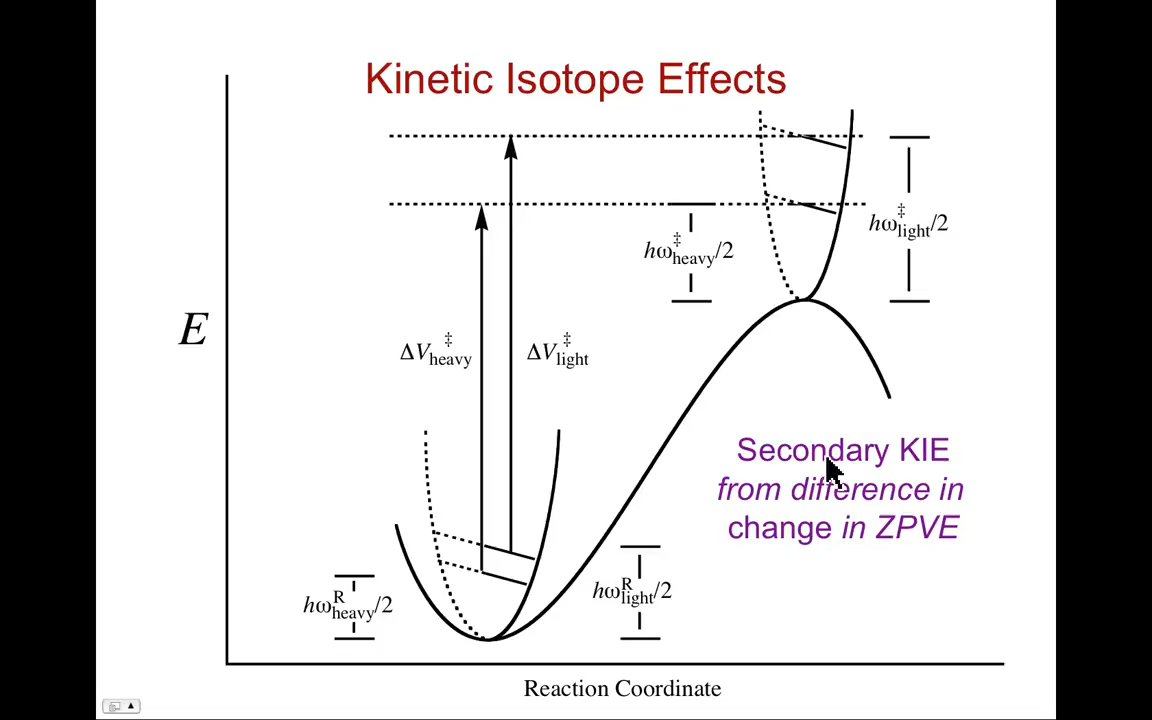 Kinetic Isotope Effects
hω‡light/2
hω‡heavy/2
E
ΔV‡heavy
ΔV‡light
Secondary KIE
from difference in
change in ZPVE
hωRheavy/2
hωRlight/2
Reaction Coordinate